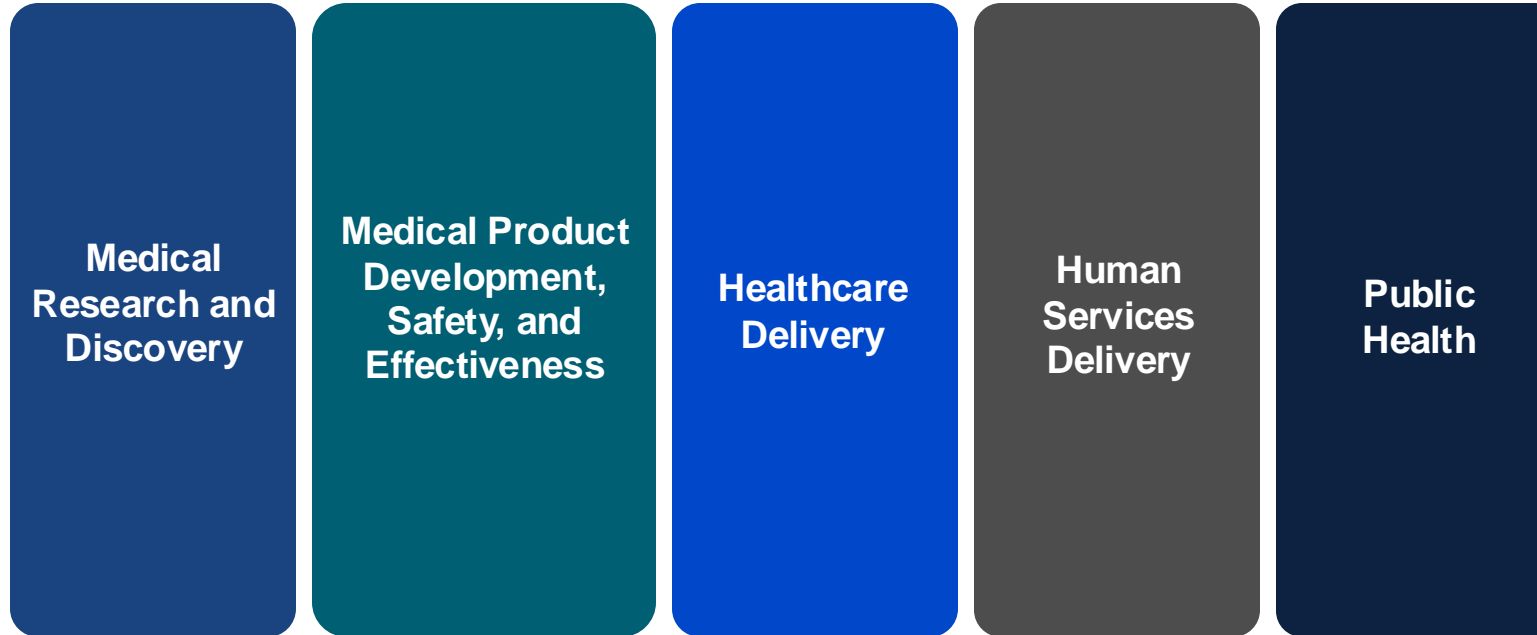 Medical
Research and
Discovery
Medical Product
Development,
Safety, and
Effectiveness
Healthcare
Delivery
Human
Services
Delivery
Public
Health